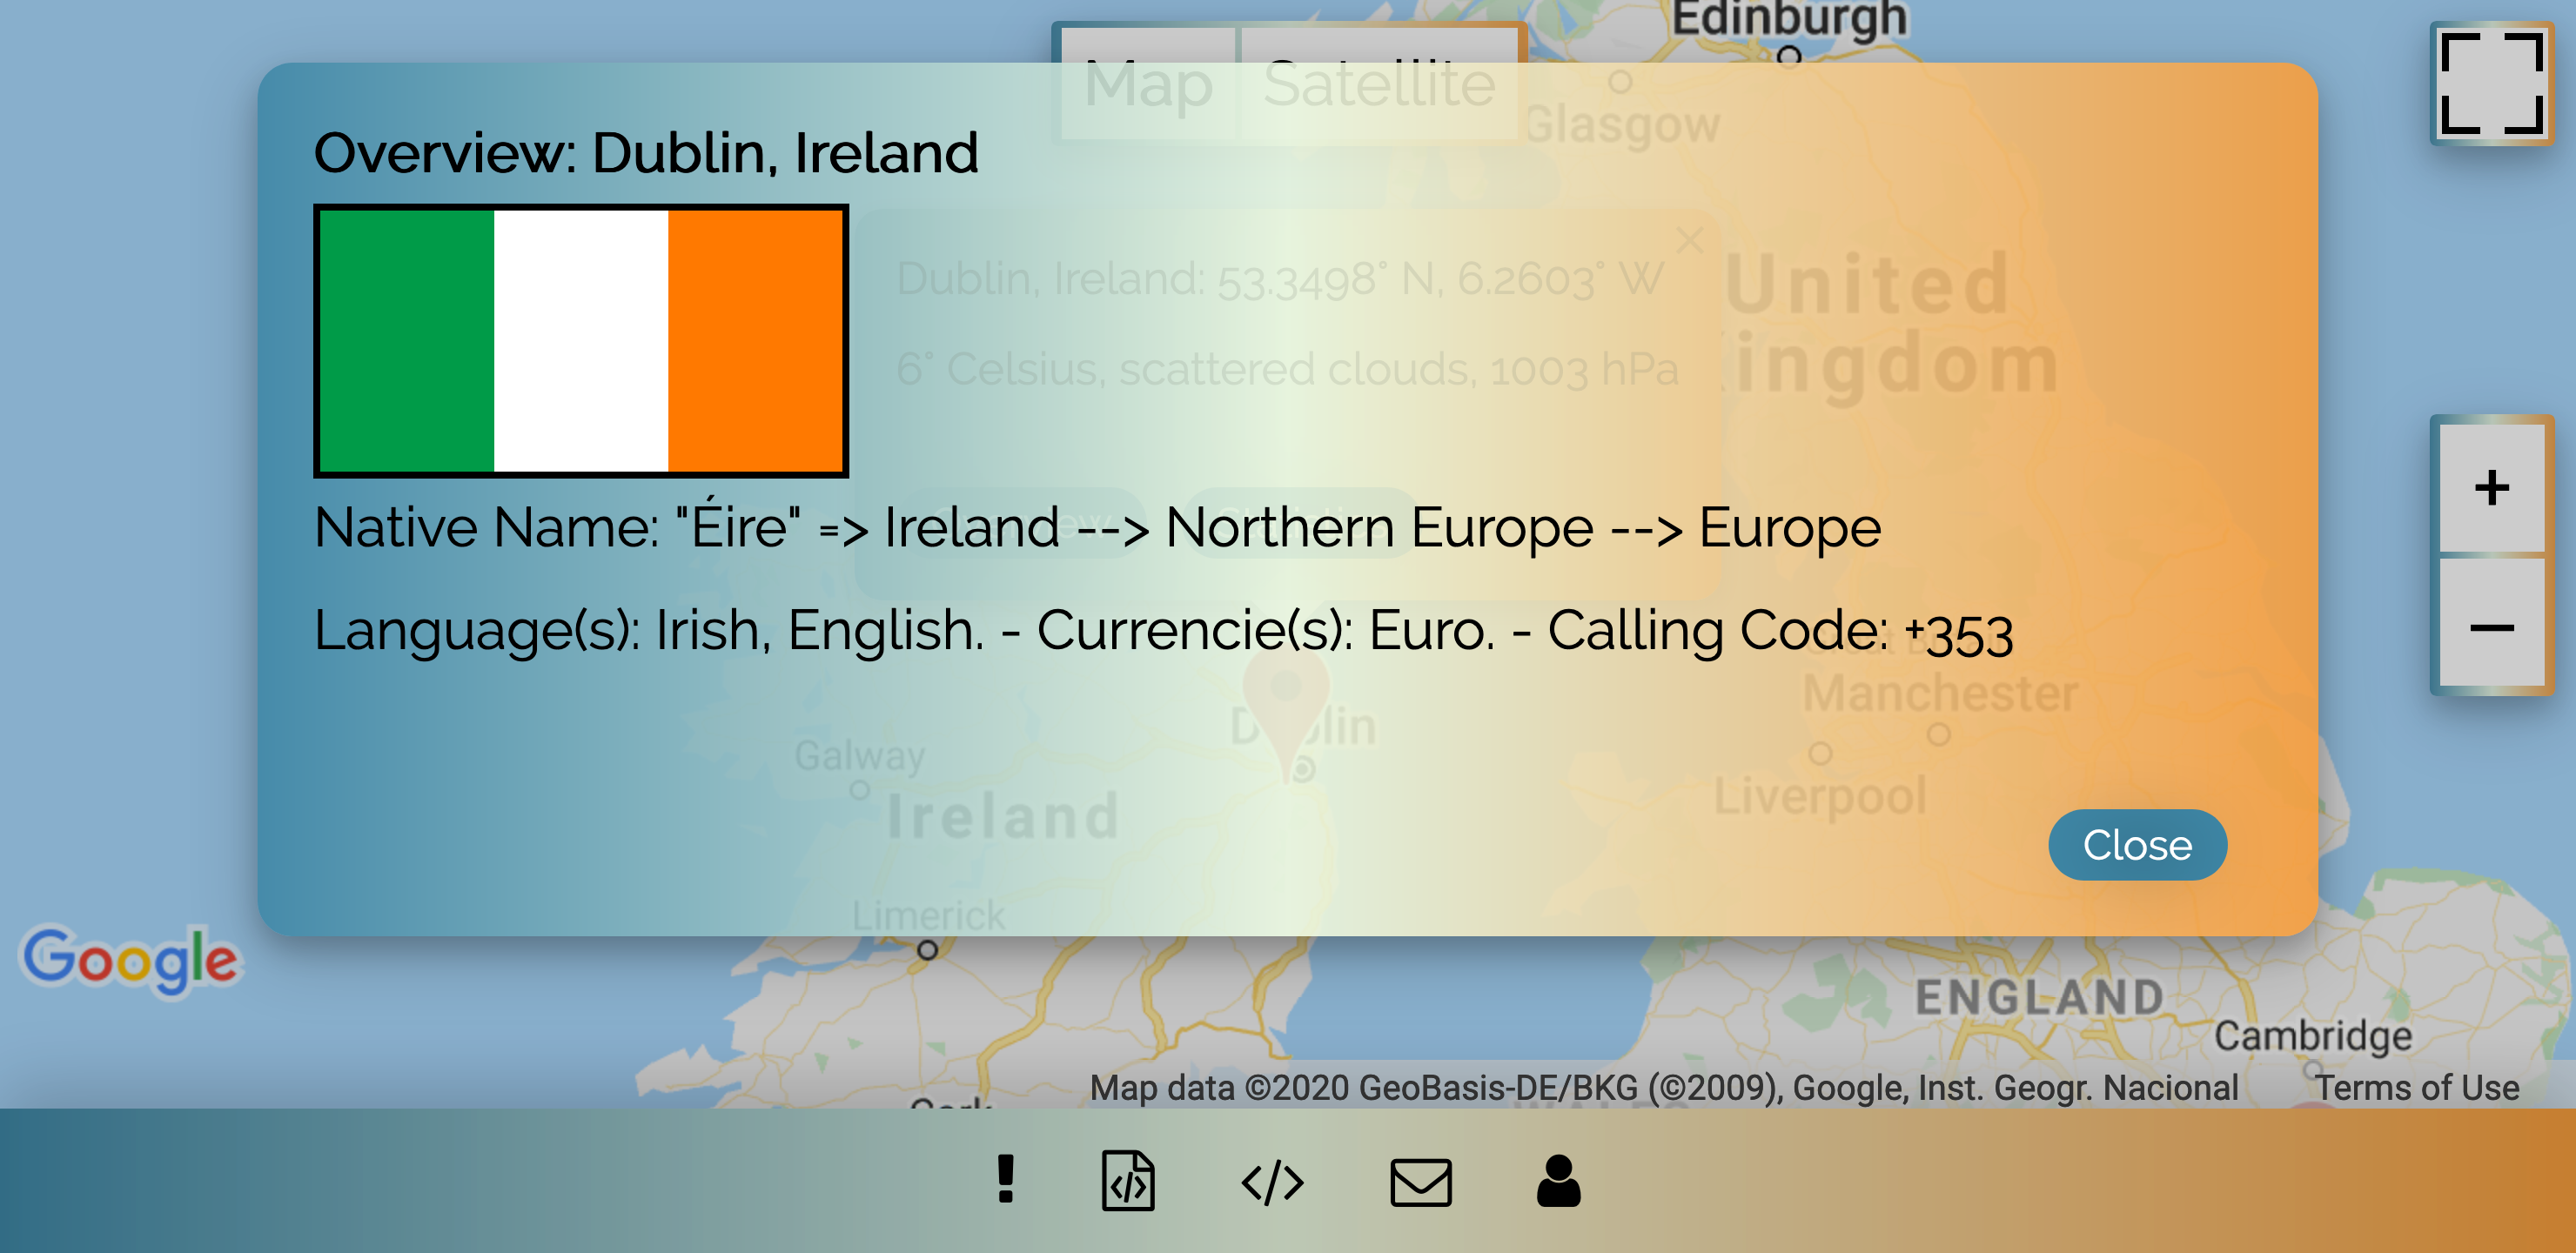 Edinburgh
Map
Satellite
Glasgow
Overview: Dublin, Ireland
Dublin, Ireland: 53.3498° N, 6.2603° W
United
ingdom
6° Celsius, scattered clouds, 1003 hPa
Native Name: "Éire" => Ireland --> Northern Europe --> Europe
Language(s): Irish, English. - Currencie(s): Euro. - Calling Code: +353
Manchester
Galway
Liverpool
Ireland
Close
Limerick
Google
ENGLAND
Cambridge
Map data ©2020 GeoBasis-DE/BKG (©2009), Google, Inst. Geogr. Nacional
Terms of Use